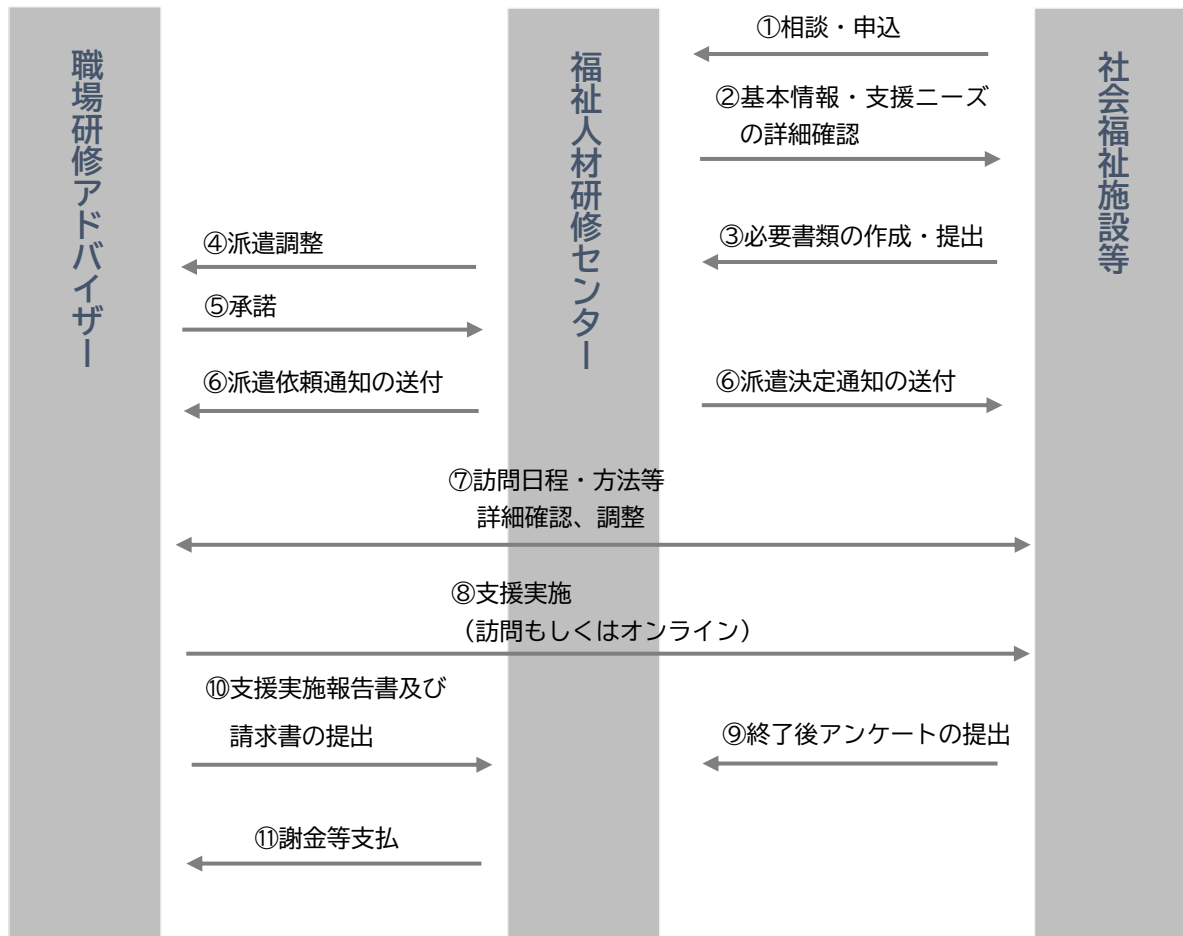 職場研修アドバイザー
福祉人材研修センター
社会福祉施設等
①相談・申込
②基本情報・支援ニーズ
の詳細確認
③必要書類の作成・提出
④派遣調整
⑤承諾
⑥派遣依頼通知の送付
⑥派遣決定通知の送付
⑦訪問日程・方法等
詳細確認、調整
⑧支援実施
（訪問もしくはオンライン）
⑩支援実施報告書及び
請求書の提出
⑨終了後アンケートの提出
⑪謝金等支払